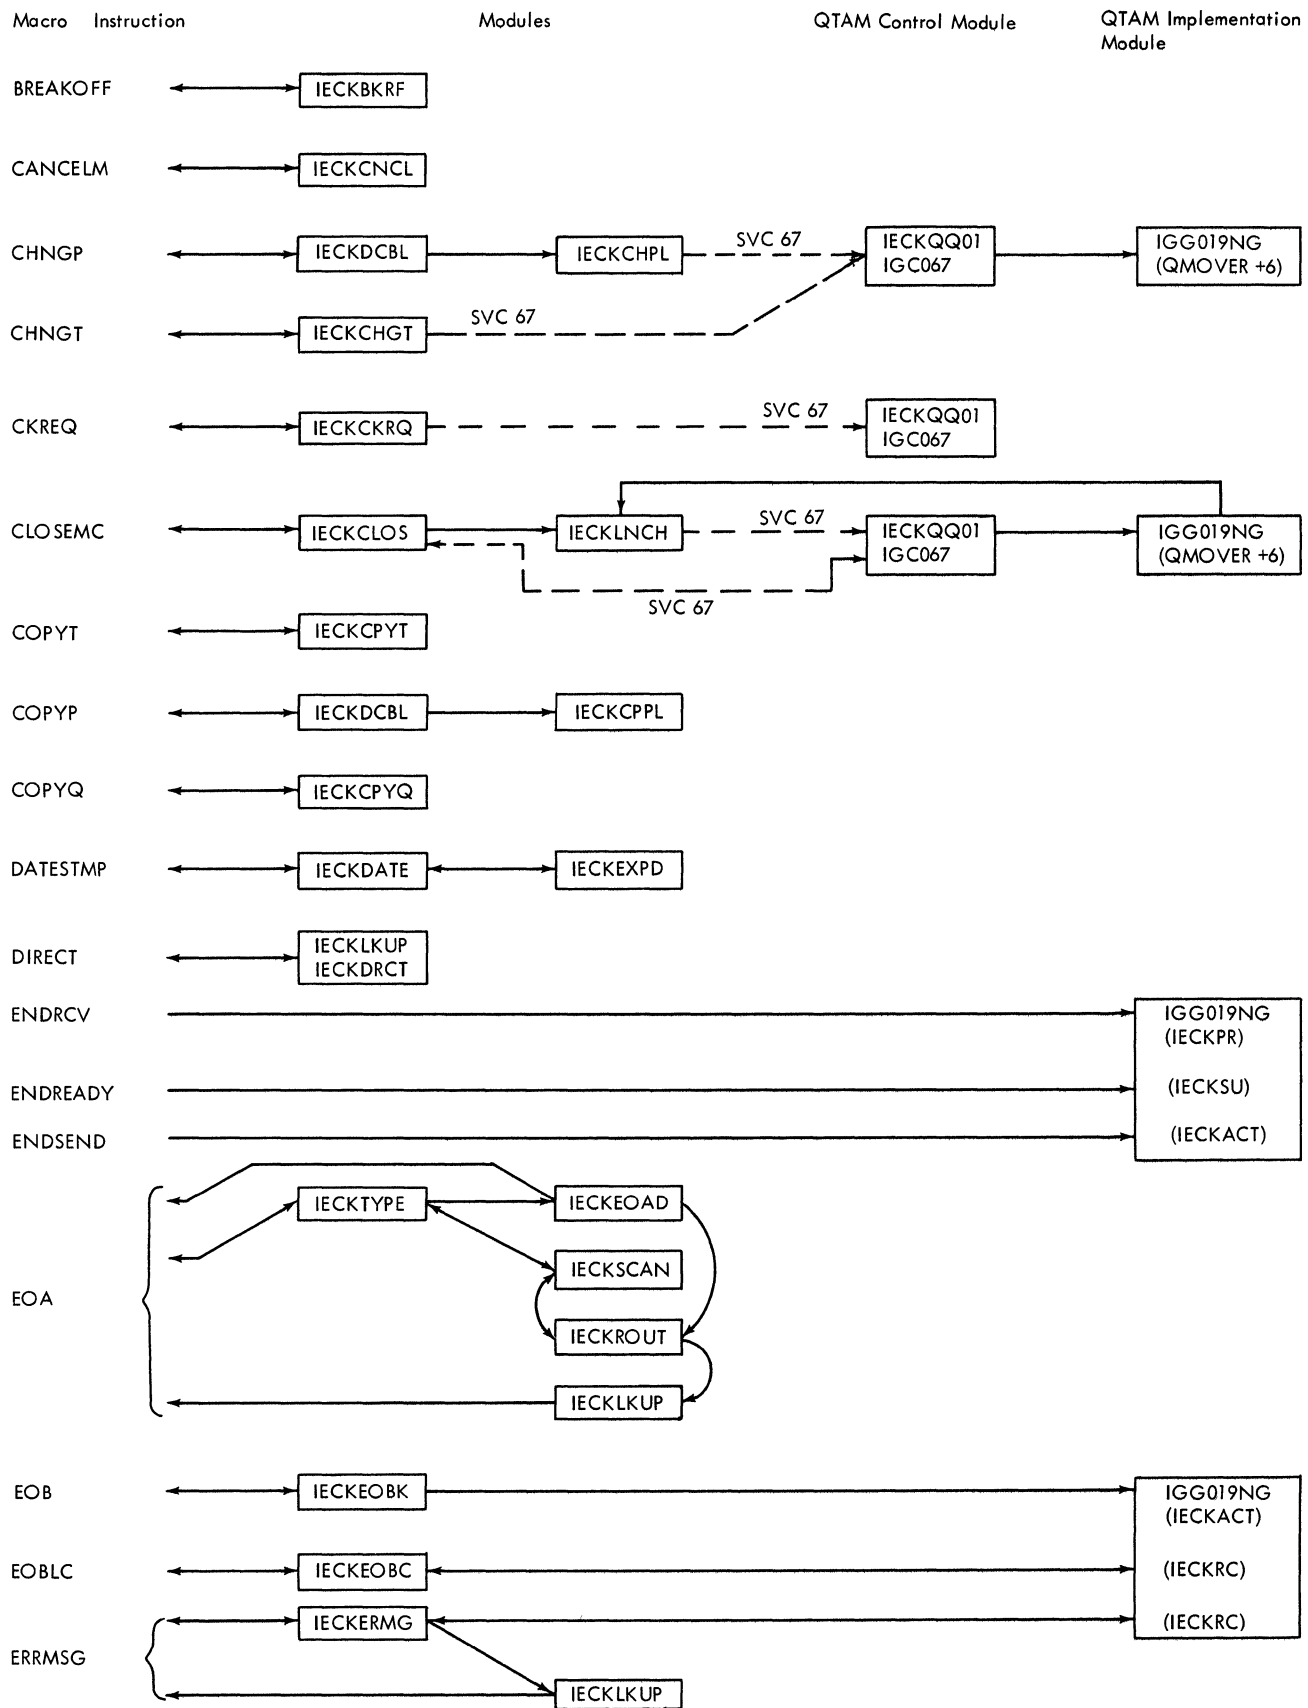 Macro Instruction Modules QTAM Control Module QTAM Implementation
Module
BREAKOFF IECKBKRF
CANCELM IECKCNCL
CHNGP IECKDCBL IECKCHPL SVC 67 IECKQQ01 IGG019NG
IGC067 (QMOVER +6)
CHNGT IECKCHGT SVC 67
CKREQ IECKCKRQ SVC 67 IECKQQ01
IGC067
CLOSEMC IECKCLOS IECKLNCH SVC 67 IECKQQ01 IGG019NG
IGC067 (QMOVER +6)
SVC 67
COPYT IECKCPYT
COPYP IECKDCBL IECKCPPL
COPYQ IECKCPYQ
DATESTMP IECKDATE IECKEXPD
DIRECT IECKLKUP
IECKDRCT
ENDRCV IGG019NG
(IECKPR)
ENDREADY (IECKSU)
ENDSEND (IECKACT)
IECKTYPE IECKEOAD
IECKSCAN
EOA
IECKROUT
IECKLKUP
EOB IECKEOBK IGG019NG
(IECKACT)
EOBLC IECKEOBC (IECKRC)
IECKERMG (IECKRC)
ERRMSG
IECKLKUP